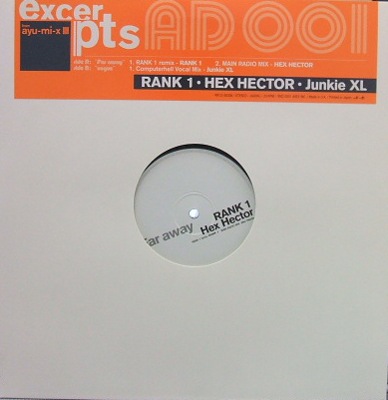 excer
pts
from
ayu-mi-x III
AD001
side A: "Far away" 1. RANK 1 remix - RANK 1 2. MAIN RADIO MIX - HEX HECTOR
side B: "vogue" 1. Computerhell Vocal Mix - Junkie XL
RANK 1 • HEX HECTOR • Junkie XL
far away
RANK 1
Hex Hector